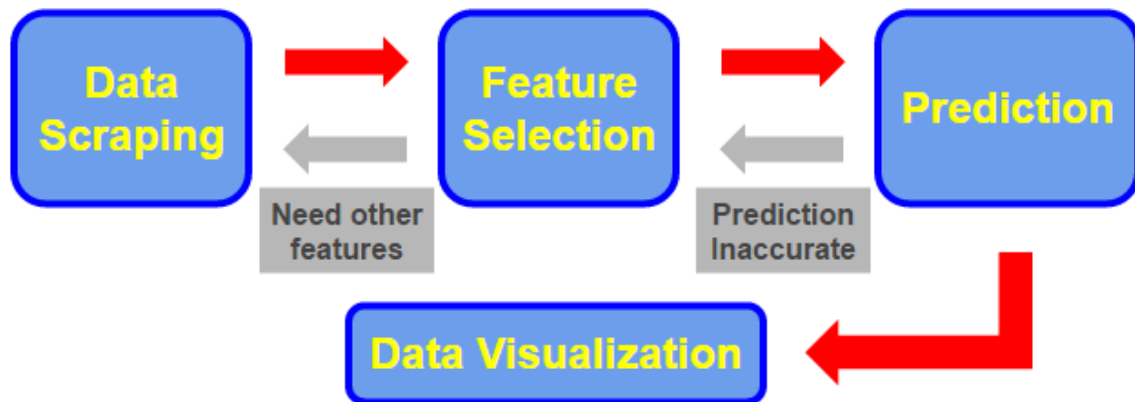 Data
Scraping
Feature
Selection
Prediction
Need other
features
Prediction
Inaccurate
Data Visualization